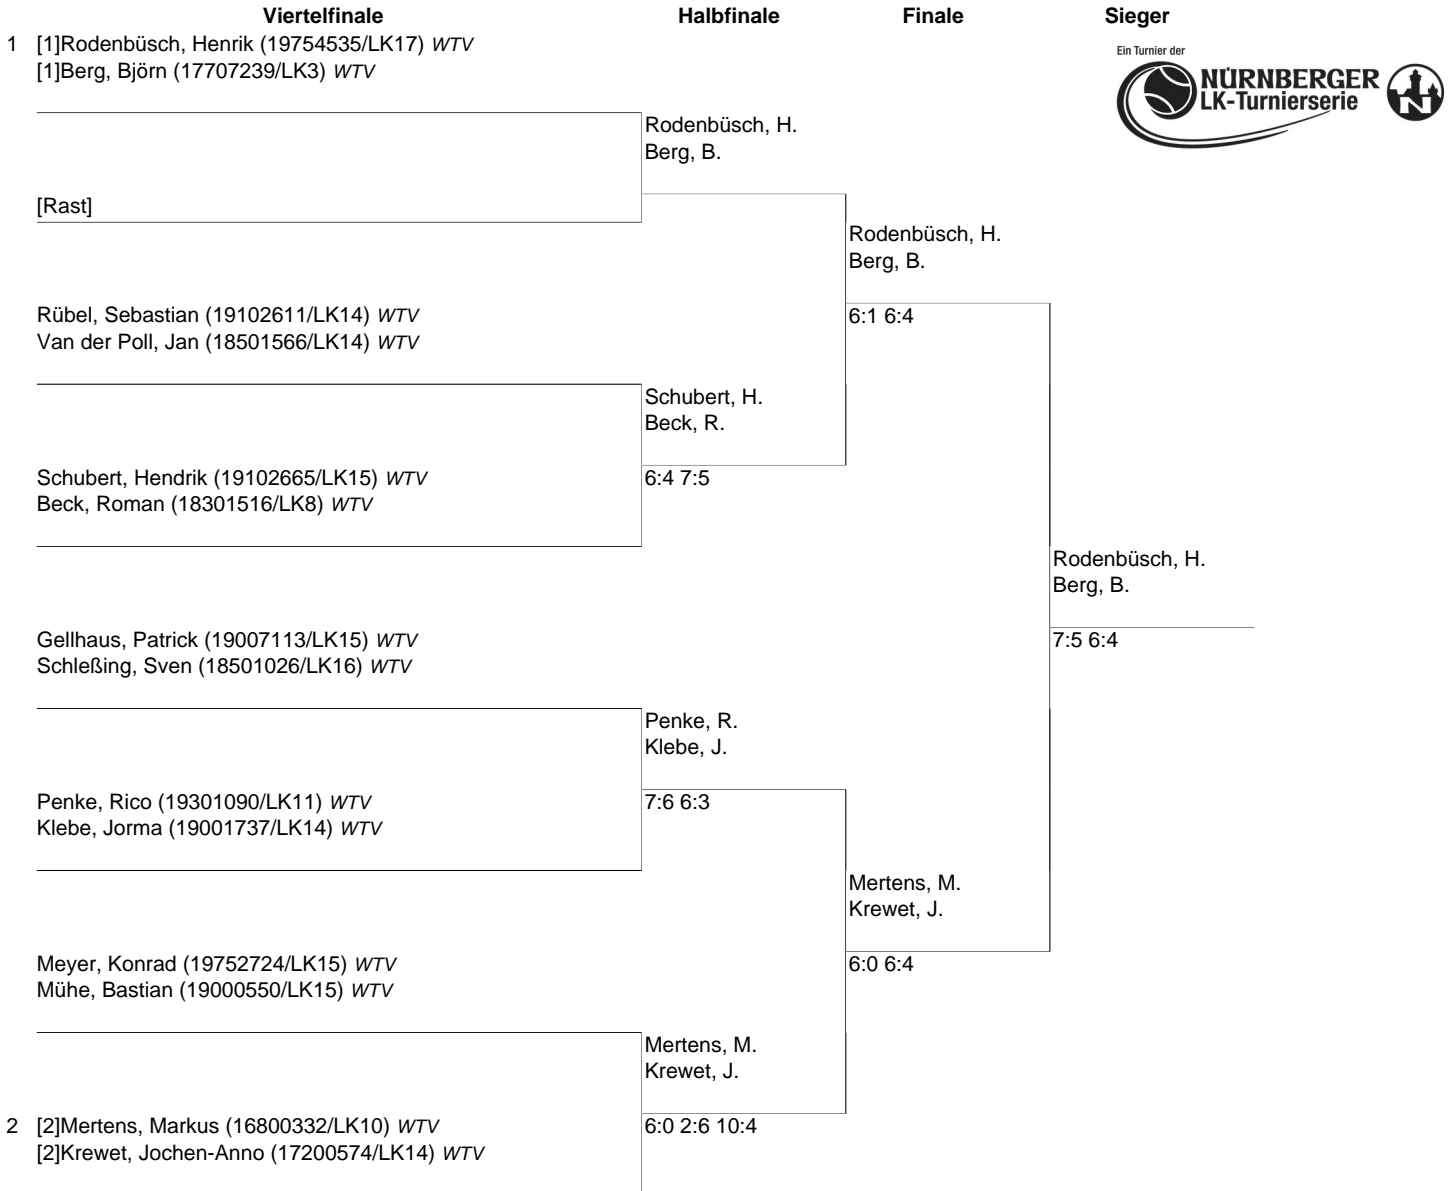 Viertelfinale Halbfinale Finale Sieger
1 [1]Rodenbüsch, Henrik (19754535/LK17) WTV
[1]Berg, Björn (17707239/LK3) WTV
Ein Turnier der
NÜRNBERGER
LK-Turnierserie
N
Rodenbüsch, H.
Berg, B.
[Rast]
Rodenbüsch, H.
Berg, B.
Rübel, Sebastian (19102611/LK14) WTV
Van der Poll, Jan (18501566/LK14) WTV
6:1 6:4
Schubert, H.
Beck, R.
Schubert, Hendrik (19102665/LK15) WTV
Beck, Roman (18301516/LK8) WTV
6:4 7:5
Rodenbüsch, H.
Berg, B.
Gellhaus, Patrick (19007113/LK15) WTV
Schleßing, Sven (18501026/LK16) WTV
7:5 6:4
Penke, R.
Klebe, J.
Penke, Rico (19301090/LK11) WTV
Klebe, Jorma (19001737/LK14) WTV
7:6 6:3
Mertens, M.
Krewet, J.
Meyer, Konrad (19752724/LK15) WTV
Mühe, Bastian (19000550/LK15) WTV
6:0 6:4
Mertens, M.
Krewet, J.
2 [2]Mertens, Markus (16800332/LK10) WTV
[2]Krewet, Jochen-Anno (17200574/LK14) WTV
6:0 2:6 10:4